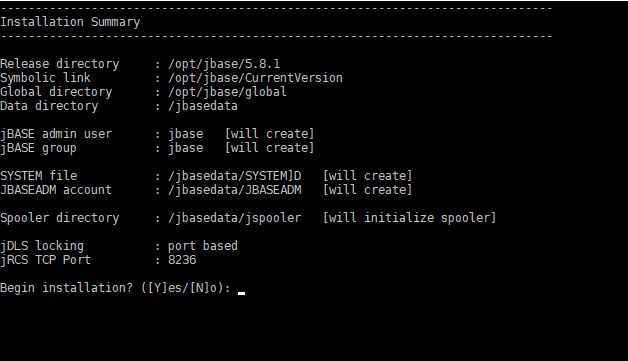 -------------------------------------------------------------------------------
Installation Summary
-------------------------------------------------------------------------------
Release directory     : /opt/jbase/5.8.1
Symbolic link         : /opt/jbase/CurrentVersion
Global directory      : /opt/jbase/global
Data directory        : /jbasedata
jBASE admin user      : jbase   [will create]
jBASE group           : jbase   [will create]
SYSTEM file           : /jbasedata/SYSTEM]D   [will create]
JBASEADM account      : /jbasedata/JBASEADM   [will create]
Spooler directory     : /jbasedata/jspooler   [will initialize spooler]
jDLS locking          : port based
jRCS TCP Port         : 8236
Begin installation? ([Y]es/[N]o):